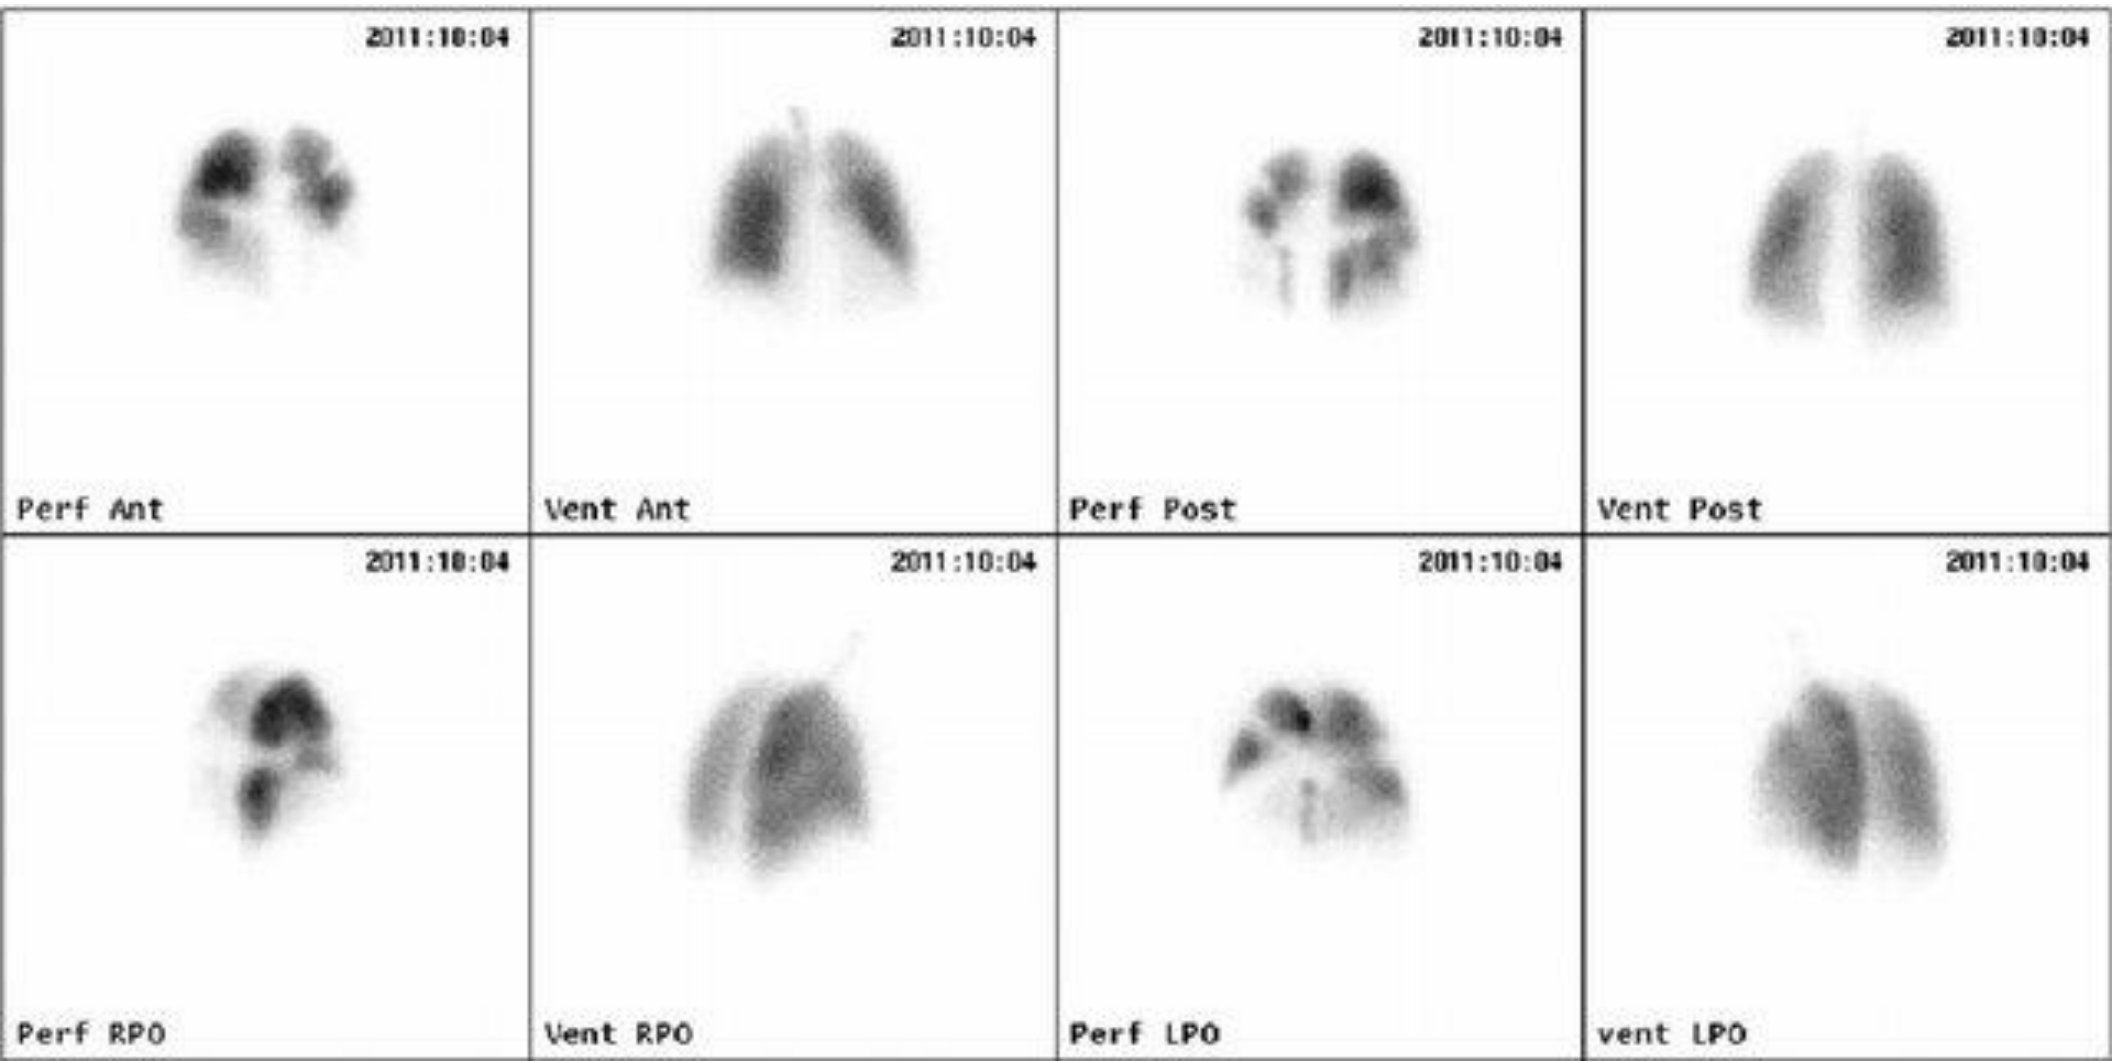 2011:10:04
Perf Ant
2011:10:04
Vent Ant
2011:10:04
Perf Post
2011:10:04
Vent Post
2011:10:04
Perf RPO
2011:10:04
Vent RPO
2011:10:04
Perf LPO
2011:10:04
vent LPO